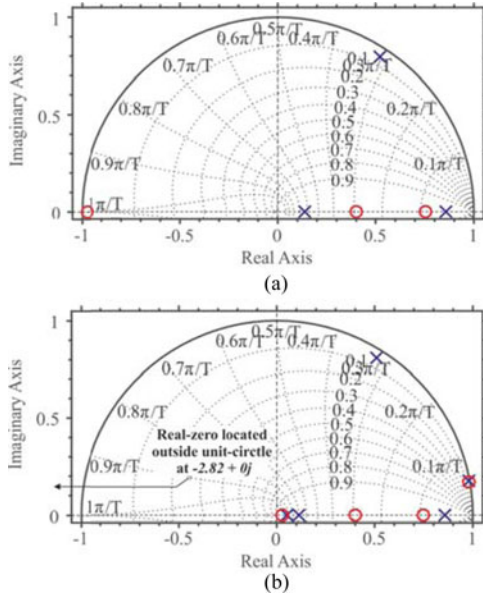 1
0.5π/T
0.6π/T
0.4π/T
0.1
0.7π/T
0.3π/T
0.2
0.3
0.8π/T
0.4
0.2π/T
0.5
0.5
0.6
0.7
0.9π/T
0.8
0.1π/T
0.9
1π/T
0
-1
-0.5
0
0.5
1
Imaginary Axis
Real Axis
(a)
1
0.5π/T
0.6π/T
0.4π/T
0.1
0.7π/T
0.3π/T
0.2
0.3
0.8π/T
0.4
0.2π/T
0.5
0.5
Real-zero located
outside unit-circtle
at -2.82 + 0j
0.6
0.7
0.9π/T
0.8
0.1π/T
0.9
1π/T
0
-1
-0.5
0
0.5
1
Imaginary Axis
Real Axis
(b)